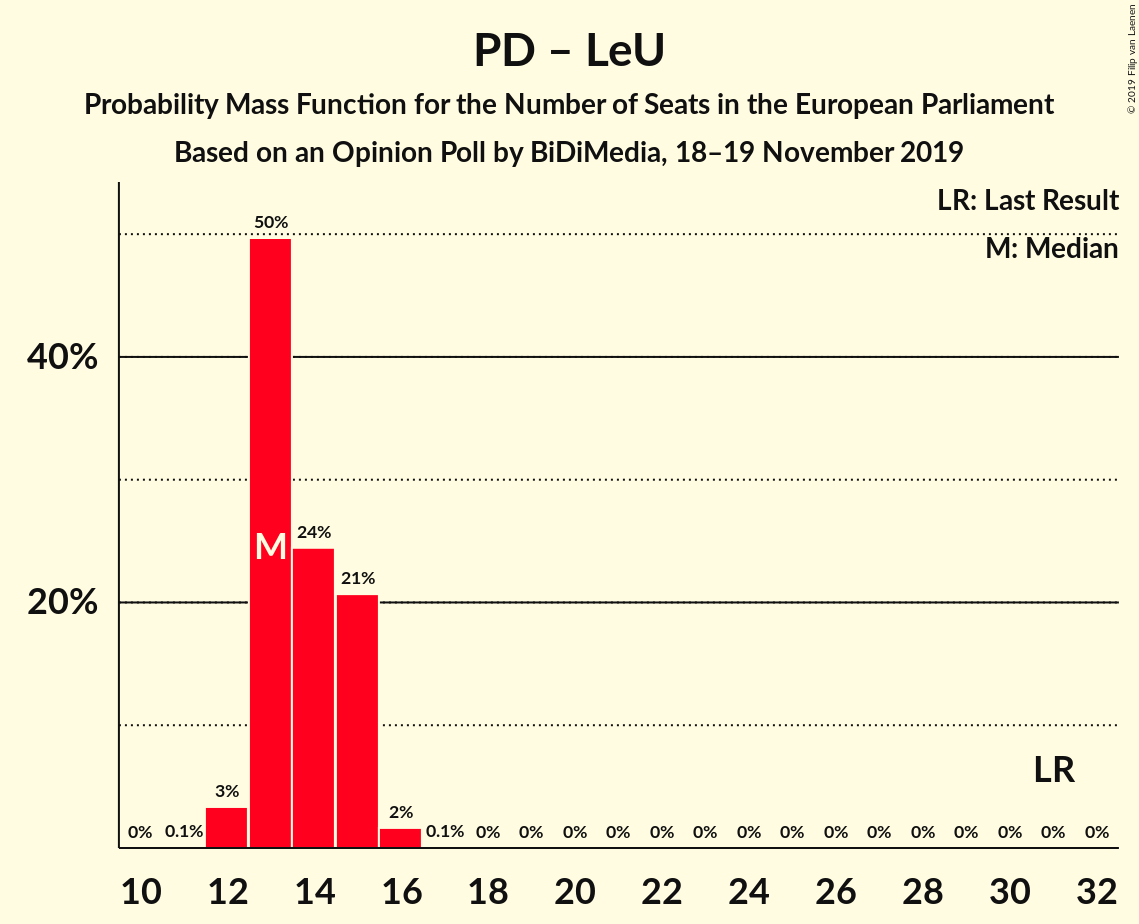 PD – LeU
Probability Mass Function for the Number of Seats in the European Parliament
Based on an Opinion Poll by BiDiMedia, 18–19 November 2019
© 2019 Filip van Laenen
LR: Last Result
M: Median
50%
40%
M
24%
21%
20%
LR
3%
2%
0% 0.1% 0.1% 0% 0% 0% 0% 0% 0% 0% 0% 0% 0% 0% 0% 0% 0% 0%
10 12 14 16 18 20 22 24 26 28 30 32